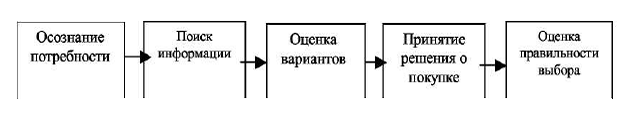 Осознание
потребности
Поиск
информации
Оценка
вариантов
Принятие
решения о
покупке
Оценка
правильности
выбора